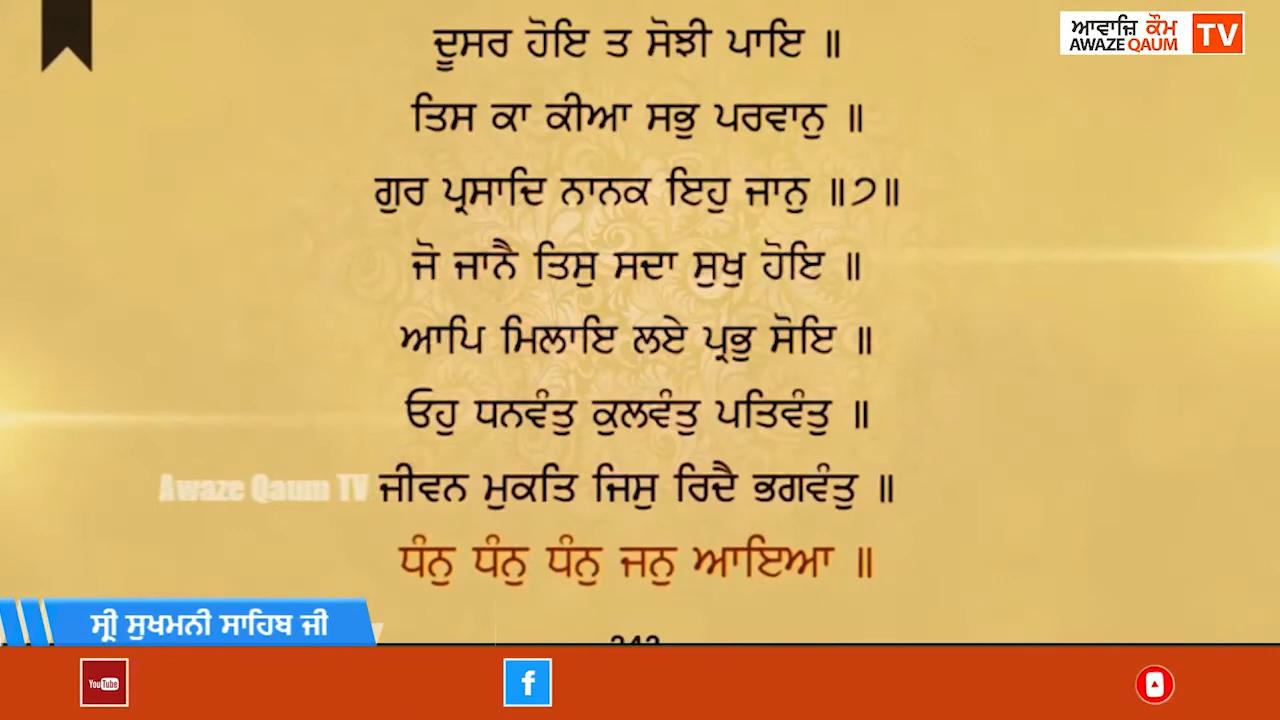 ਆਵਾਜ਼ਿ ਕੌਮ
AWAZE QAUM TV
ਦੂਸਰ ਹੋਇ ਤ ਸੋਝੀ ਪਾਇ ॥
ਤਿਸ ਕਾ ਕੀਆ ਸਭੁ ਪਰਵਾਨੁ ॥
ਗੁਰ ਪ੍ਰਸਾਦਿ ਨਾਨਕ ਇਹੁ ਜਾਨੁ ॥੭॥
ਜੋ ਜਾਨੈ ਤਿਸੁ ਸਦਾ ਸੁਖੁ ਹੋਇ ॥
ਆਪਿ ਮਿਲਾਇ ਲਏ ਪ੍ਰਭੁ ਸੋਇ ॥
ਓਹੁ ਧਨਵੰਤੁ ਕੁਲਵੰਤੁ ਪਤਿਵੰਤੁ ॥
Awaze Qaum TV
ਜੀਵਨ ਮੁਕਤਿ ਜਿਸੁ ਰਿਦੈ ਭਗਵੰਤੁ ॥
ਧੰਨੁ ਧੰਨੁ ਧੰਨੁ ਜਨੁ ਆਇਆ ॥
ਸ੍ਰੀ ਸੁਖਮਨੀ ਸਾਹਿਬ ਜੀ
YouTube
f